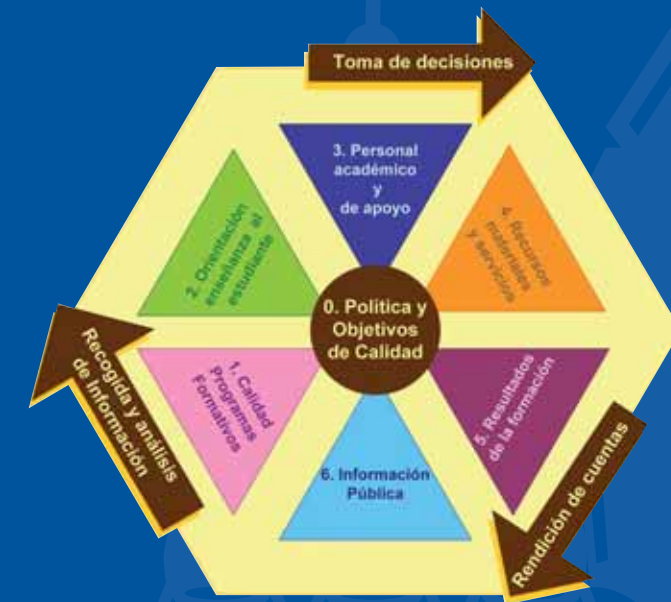 Toma de decisiones
3. Personal
académico
y
de apoyo
2. Orientación
enseñanza al
estudiante
4. Recursos
materiales
y servicios
0. Política y
Objetivos
de Calidad
Recogida y análisis
de Información
1. Calidad
Programas
Formativos
5. Resultados
de la formación
6. Información
Pública
Rendición de cuentas